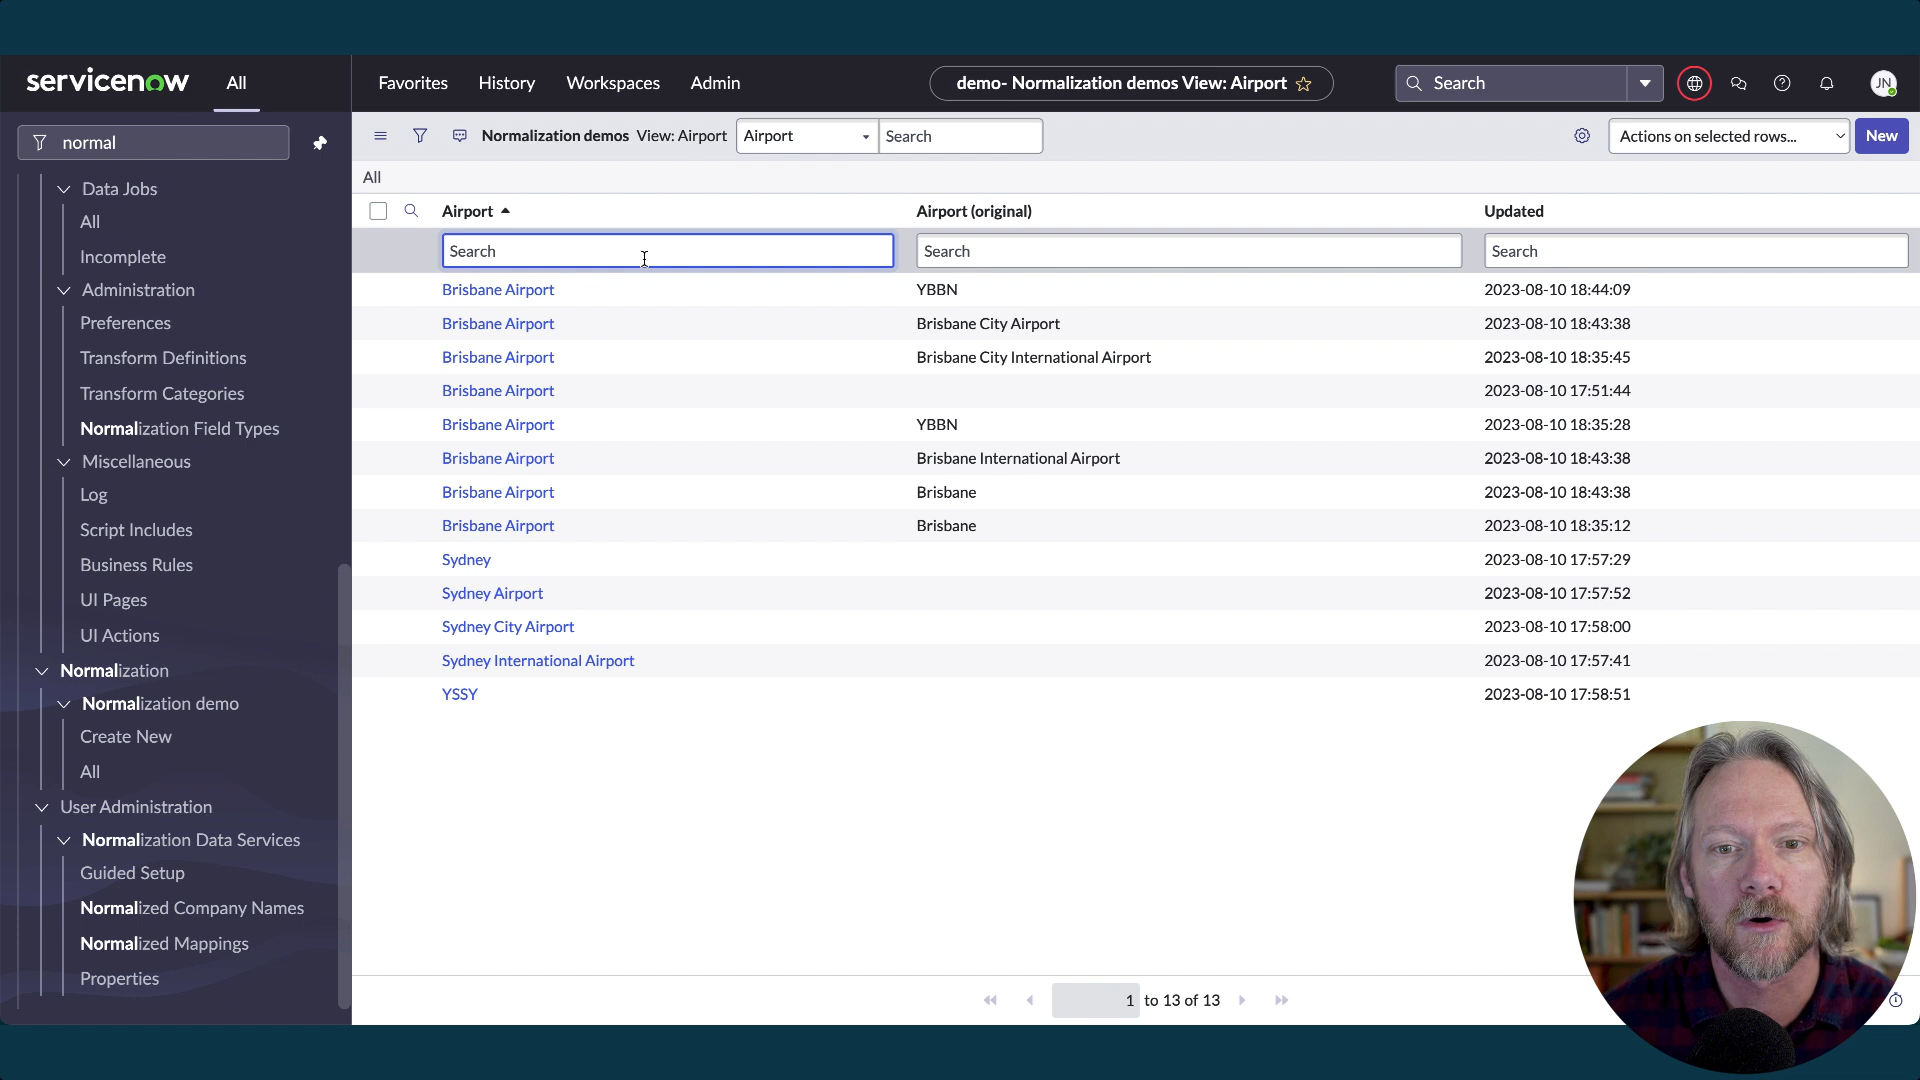 servicenow
All
Favorites
History
Workspaces
Admin
demo- Normalization demos View: Airport
Search
JN
normal
Data Jobs
All
Incomplete
Administration
Preferences
Transform Definitions
Transform Categories
Normalization Field Types
Miscellaneous
Log
Script Includes
Business Rules
UI Pages
UI Actions
Normalization
Normalization demo
Create New
All
User Administration
Normalization Data Services
Guided Setup
Normalized Company Names
Normalized Mappings
Properties
Normalization demos View: Airport
Airport
Search
Actions on selected rows...
New
All
Airport Airport (original) Updated
Search Search Search
Brisbane Airport YBBN 2023-08-10 18:44:09
Brisbane Airport Brisbane City Airport 2023-08-10 18:43:38
Brisbane Airport Brisbane City International Airport 2023-08-10 18:35:45
Brisbane Airport 2023-08-10 17:51:44
Brisbane Airport YBBN 2023-08-10 18:35:28
Brisbane Airport Brisbane International Airport 2023-08-10 18:43:38
Brisbane Airport Brisbane 2023-08-10 18:43:38
Brisbane Airport Brisbane 2023-08-10 18:35:12
Sydney 2023-08-10 17:57:29
Sydney Airport 2023-08-10 17:57:52
Sydney City Airport 2023-08-10 17:58:00
Sydney International Airport 2023-08-10 17:57:41
YSSY 2023-08-10 17:58:51
1 to 13 of 13